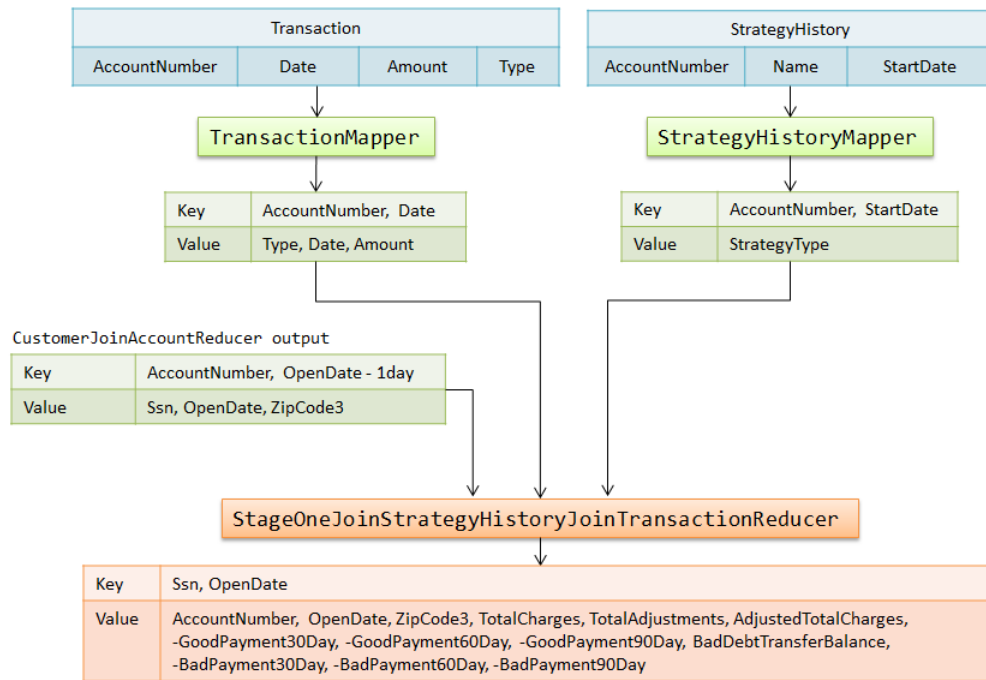 Transaction
AccountNumber Date Amount Type
StrategyHistory
AccountNumber Name StartDate
TransactionMapper
StrategyHistoryMapper
Key AccountNumber, Date
Value Type, Date, Amount
Key AccountNumber, StartDate
Value StrategyType
CustomerJoinAccountReducer output
Key AccountNumber, OpenDate - 1day
Value Ssn, OpenDate, ZipCode3
StageOneJoinStrategyHistoryJoinTransactionReducer
Key Ssn, OpenDate
Value AccountNumber, OpenDate, ZipCode3, TotalCharges, TotalAdjustments, AdjustedTotalCharges,
-GoodPayment30Day, -GoodPayment60Day, -GoodPayment90Day, BadDebtTransferBalance,
-BadPayment30Day, -BadPayment60Day, -BadPayment90Day